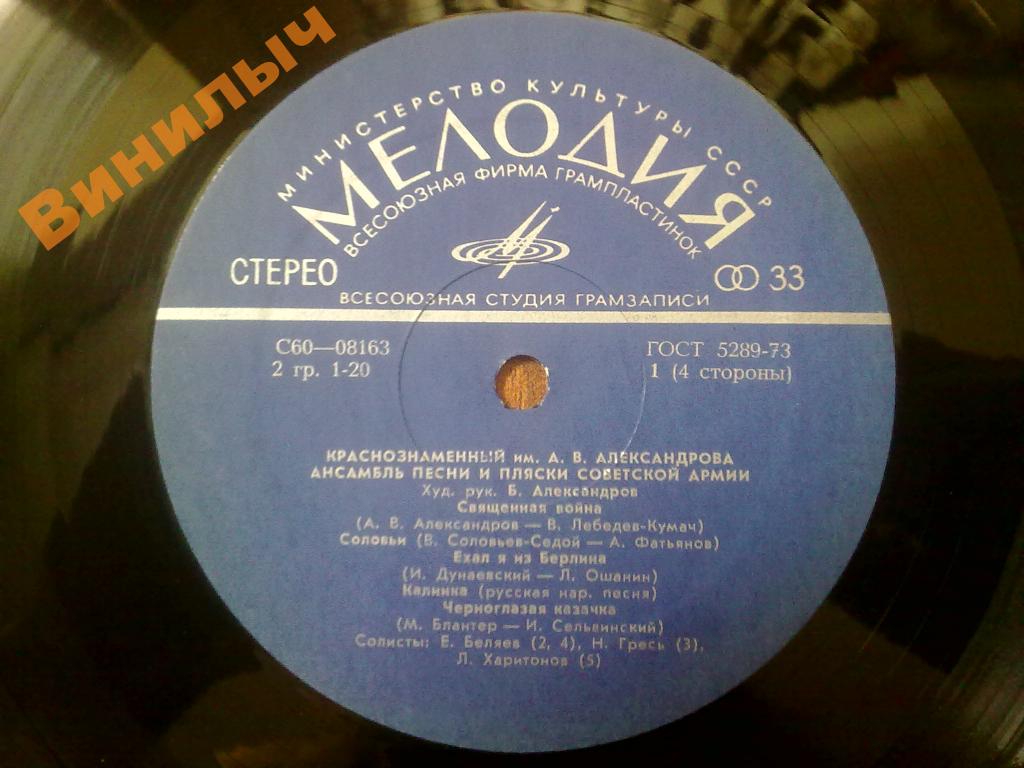 Винилыч
МИНИСТЕРСТВО КУЛЬТУРЫ СССР
МЕЛОДИЯ
ВСЕСОЮЗНАЯ ФИРМА ГРАМПЛАСТИНОК
СТЕРЕО
33
ВСЕСОЮЗНАЯ СТУДИЯ ГРАМЗАПИСИ
С60—08163
ГОСТ 5289-73
2 гр. 1-20
1 (4 стороны)
КРАСНОЗНАМЕННЫЙ им. А. В. АЛЕКСАНДРОВА
АНСАМБЛЬ ПЕСНИ И ПЛЯСКИ СОВЕТСКОЙ АРМИИ
Худ. рук. Б. Александров
Священная война
(А. В. Александров — В. Лебедев-Кумач)
Соловьи (В. Соловьев-Седой — А. Фатьянов)
Ехал я из Берлина
(И. Дунаевский — Л. Ошанин)
Калинка (русская нар. песня)
Черноглазая казачка
(М. Блантер — И. Сельвинский)
Солисты: Е. Беляев (2, 4), Н. Гресь (3),
Л. Харитонов (5)